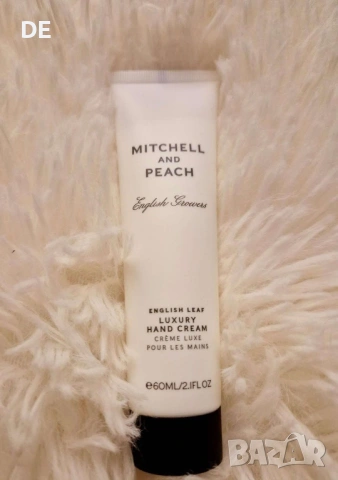 DE
MITCHELL
AND
PEACH
English Growers
ENGLISH LEAF
LUXURY
HAND CREAM
CRÈME LUXE
POUR LES MAINS
℮60ML/2.1FL.OZ
BAZAR